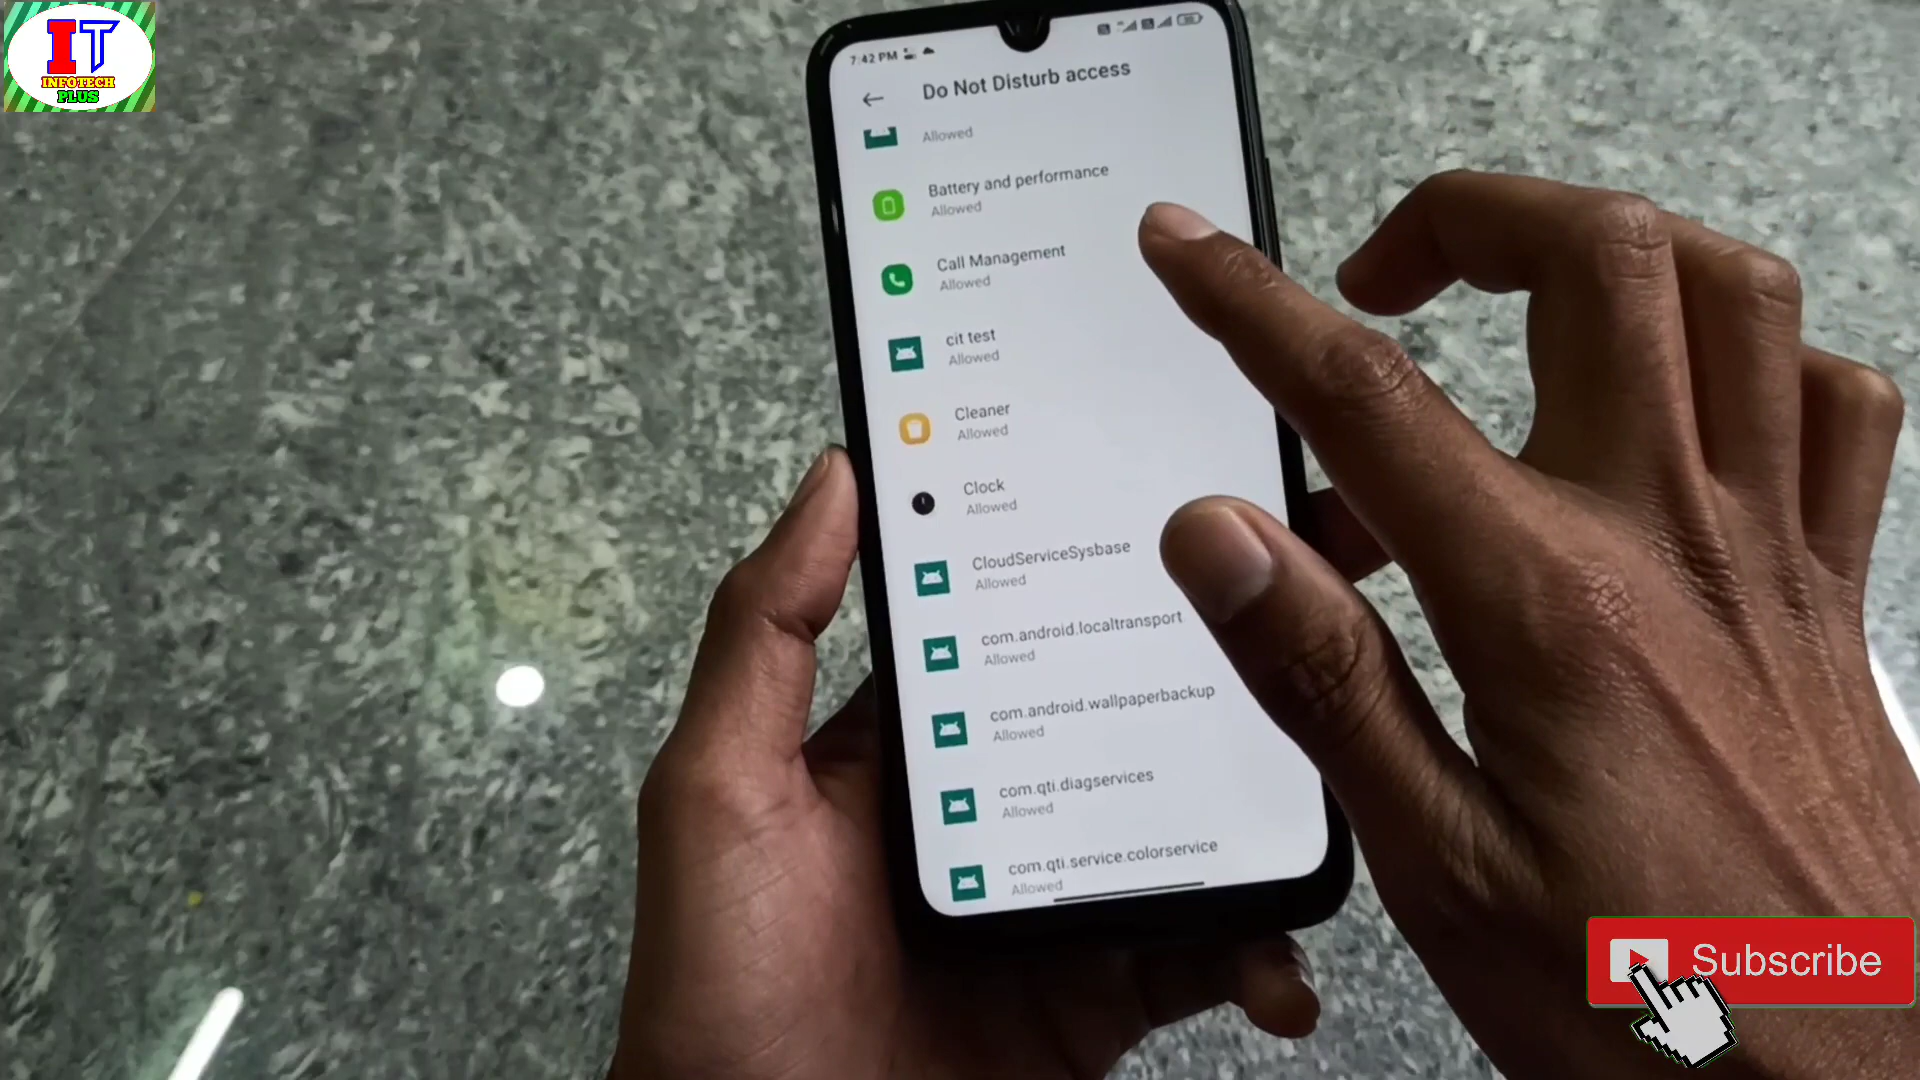 IT
INFOTECH
PLUS
7:42 PM
Do Not Disturb access
Allowed
Battery and performance
Allowed
Call Management
Allowed
cit test
Allowed
Cleaner
Allowed
Clock
Allowed
CloudServiceSysbase
Allowed
com.android.localtransport
Allowed
com.android.wallpaperbackup
Allowed
com.qti.diagservices
Allowed
com.qti.service.colorservice
Allowed
Subscribe